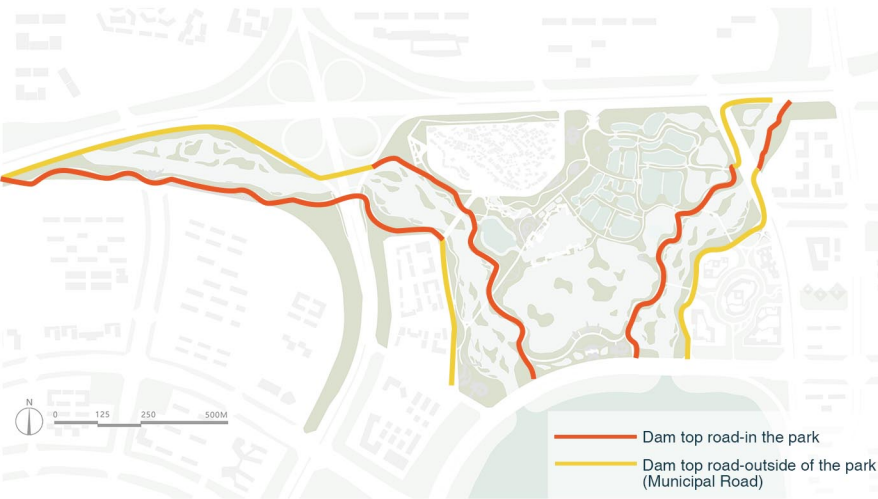 N
0 125 250 500M
Dam top road-in the park
Dam top road-outside of the park
(Municipal Road)